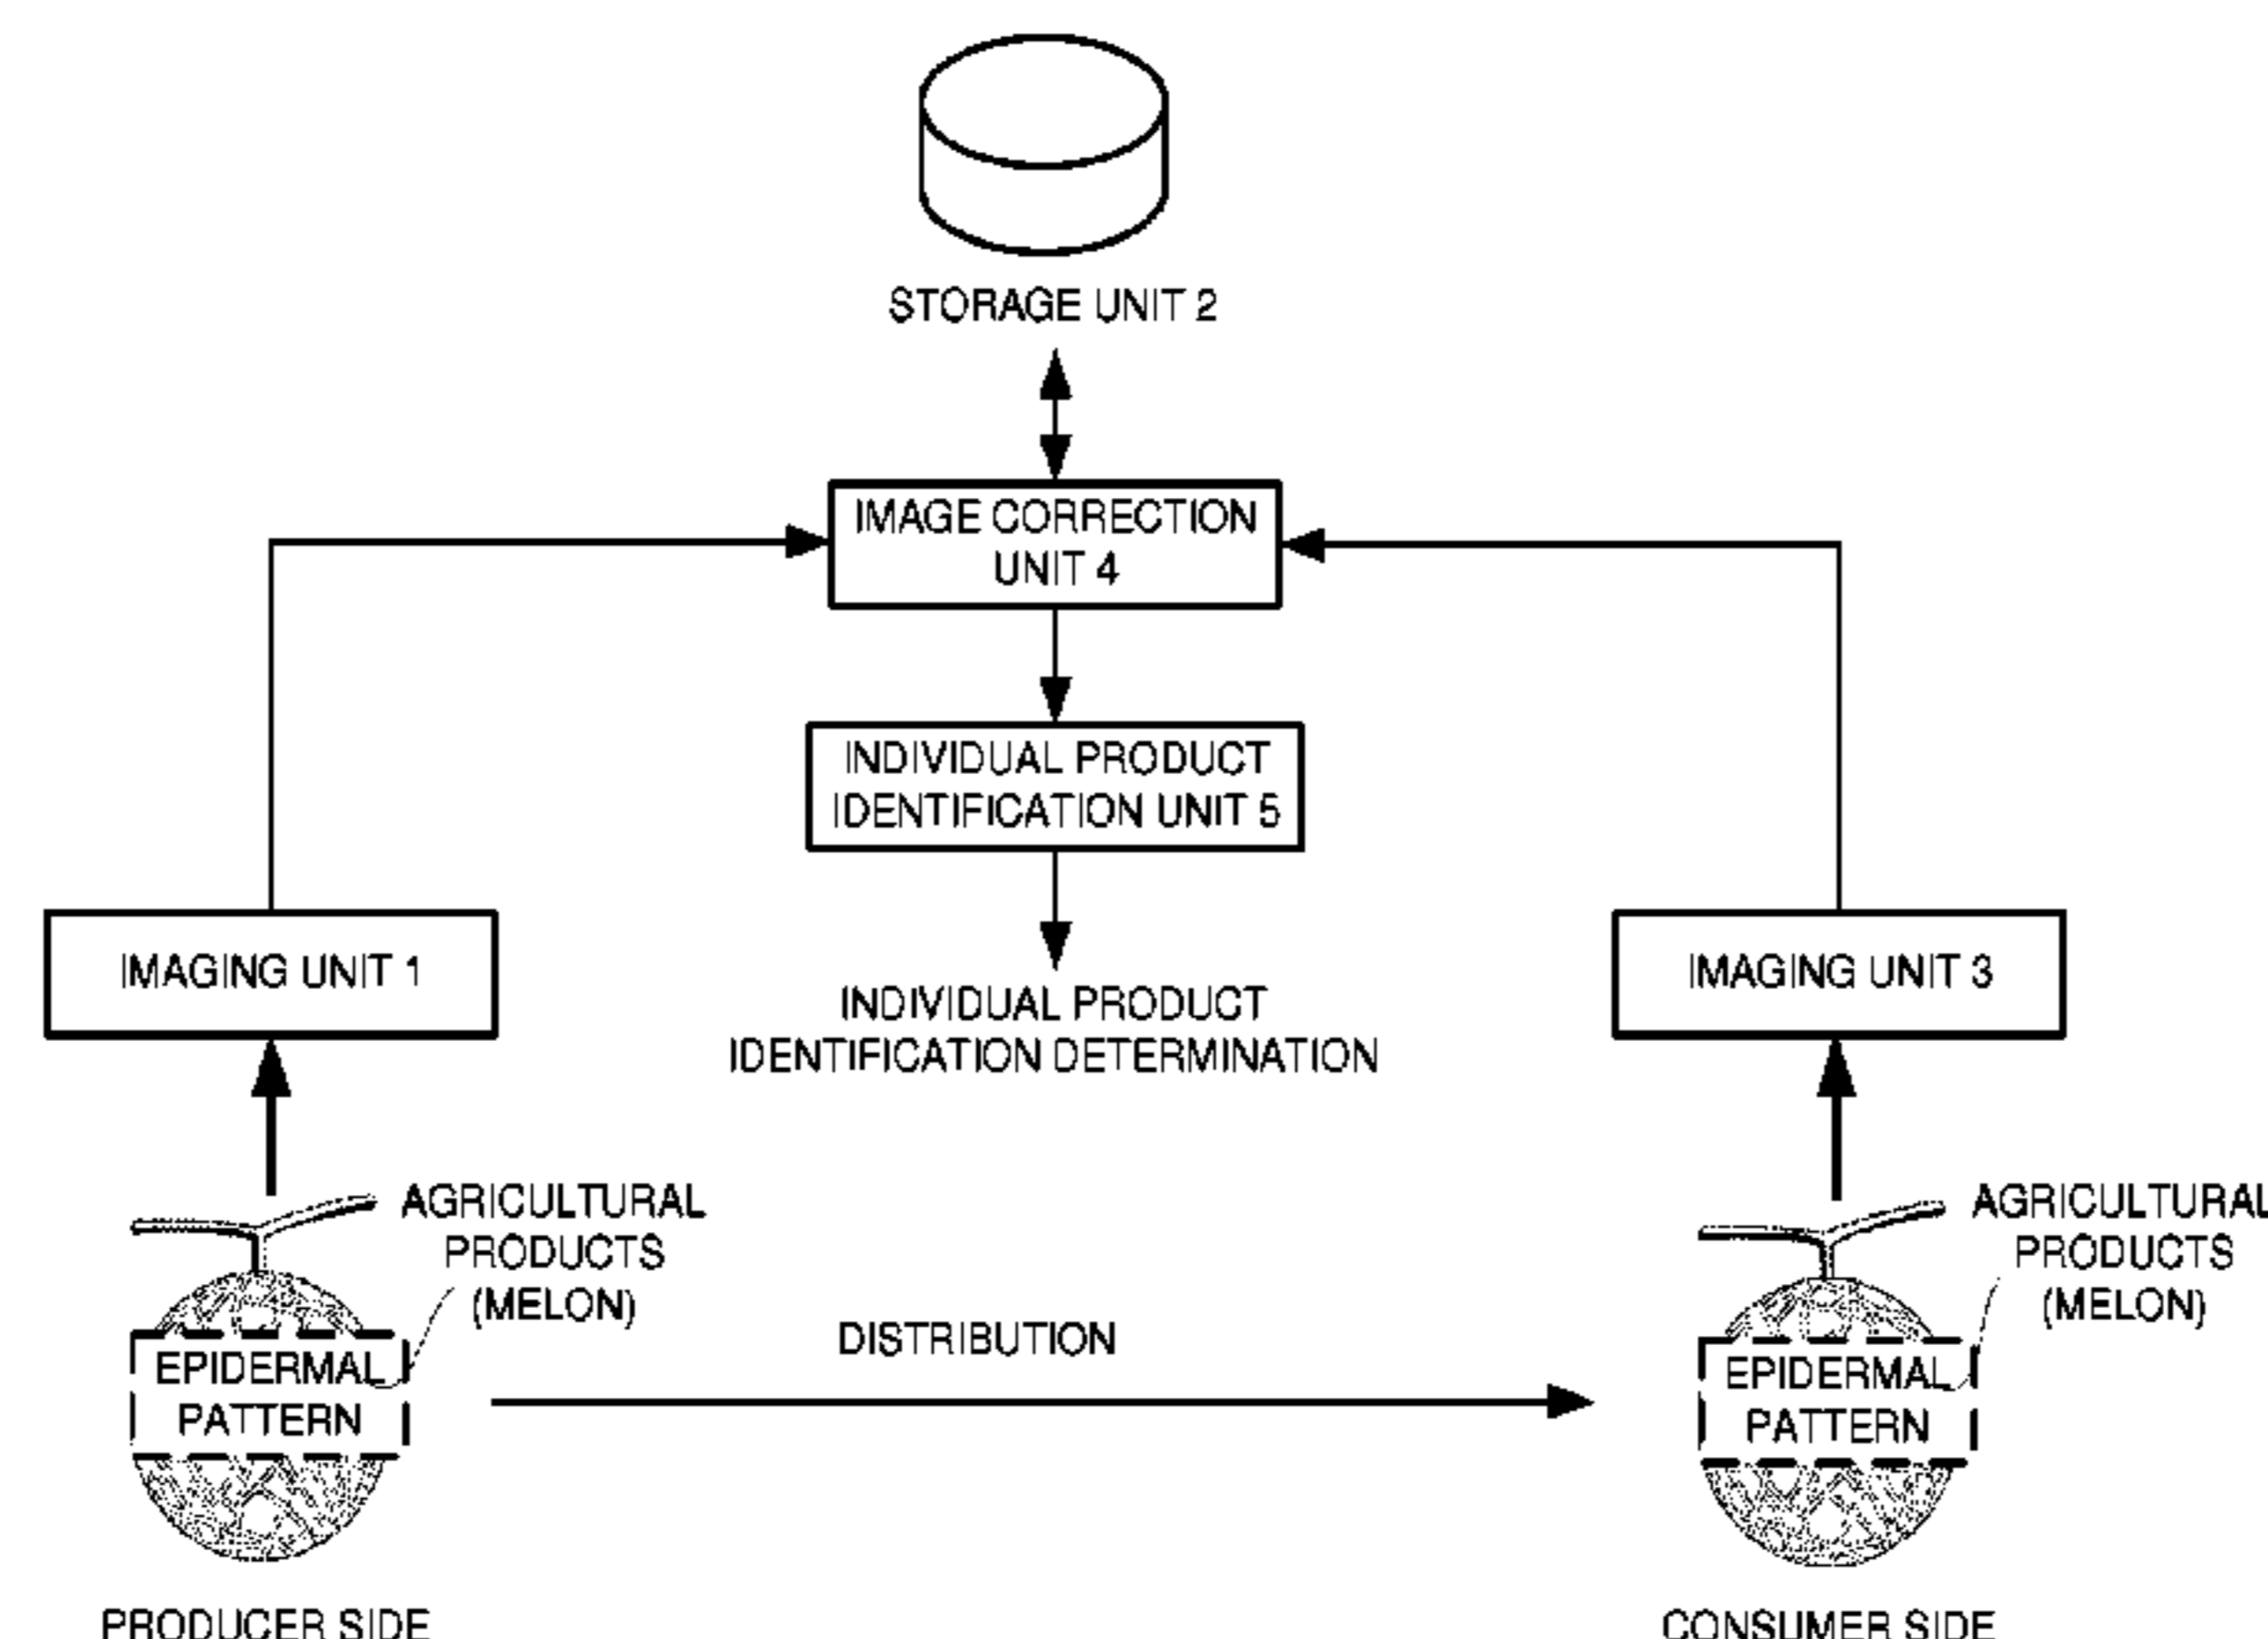 STORAGE UNIT 2
IMAGE CORRECTION
UNIT 4
INDIVIDUAL PRODUCT
IDENTIFICATION UNIT 5
IMAGING UNIT 1
IMAGING UNIT 3
INDIVIDUAL PRODUCT
IDENTIFICATION DETERMINATION
AGRICULTURAL
PRODUCTS
(MELON)
EPIDERMAL
PATTERN
DISTRIBUTION
AGRICULTURAL
PRODUCTS
(MELON)
EPIDERMAL
PATTERN
PRODUCER SIDE
CONSUMER SIDE